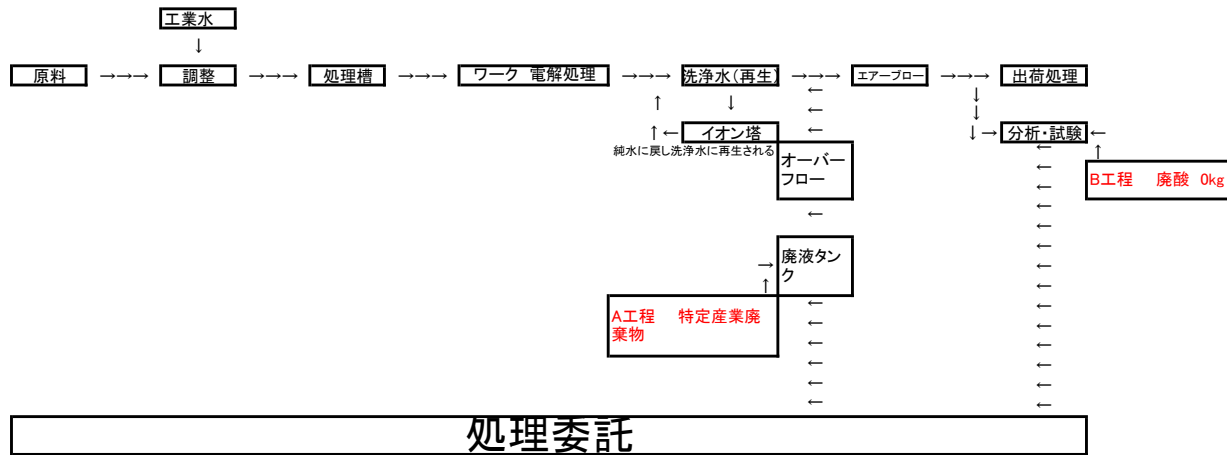 工業水
↓
原料 →→→ 調整 →→→ 処理槽 →→→ ワーク 電解処理 →→→ 洗浄水(再生) →→→ エアーブロー →→→ 出荷処理
← ↓
↑ ↓ ← ↓
↑ ← イオン塔 ← ↓ → 分析・試験 ←
純水に戻し洗浄水に再生される
オーバー
フロー
← ↑
B工程 廃酸 0kg
←
←
←
←
→ 廃液タン
ク
↑
←
←
←
A工程 特定産業廃
棄物
← ←
← ←
← ←
← ←
← ←
← ←
処理委託